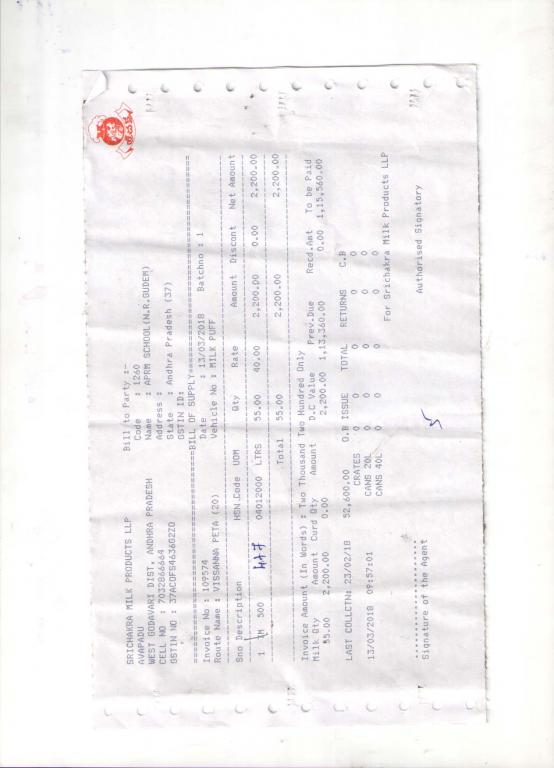 SRICHAKRA MILK PRODUCTS LLP
AVAPADU
WEST GODAVARI DIST. ANDHRA PRADESH
CELL NO : 7032866664
GSTIN NO : 37ACOFS4636G2Z0
Bill to Party :-
Code : 1260
Name : APRM SCHOOL(N.R.GUDEM)
Address :
State : Andhra Pradesh (37)
GSTIN ID:
BILL OF SUPPLY
Invoice No : 109574 Date : 13/03/2018 Batchno : 1
Route Name : VISSANNA PETA (20) Vehicle No : MILK PUFF
Sno Description HSN.Code UOM Qty Rate Amount Discont Net Amount
1 TM 500 04012000 LTRS 55.00 40.00 2,200.00 0.00 2,200.00
Total 55.00 2,200.00 2,200.00
Invoice Amount (In Words) : Two Thousand Two Hundred Only
Milk Qty Amount Curd Qty Amount D.C Value Prev.Due Recd.Amt To be Paid
55.00 2,200.00 0.00 2,200.00 1,13,360.00 0.00 1,15,560.00
LAST COLLCTN: 23/02/18 52,600.00 O.B ISSUE TOTAL RETURNS C.B
CRATES 0 0 0 0
CANS 20L 0 0 0 0
13/03/2018 09:57:01 CANS 40L 0 0 0 0
For Srichakra Milk Products LLP
Signature of the Agent Authorised Signatory